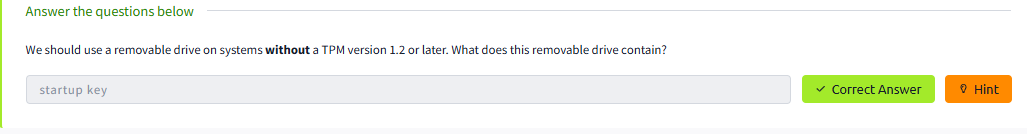 Answer the questions below
We should use a removable drive on systems without a TPM version 1.2 or later. What does this removable drive contain?
startup key
Correct Answer
Hint